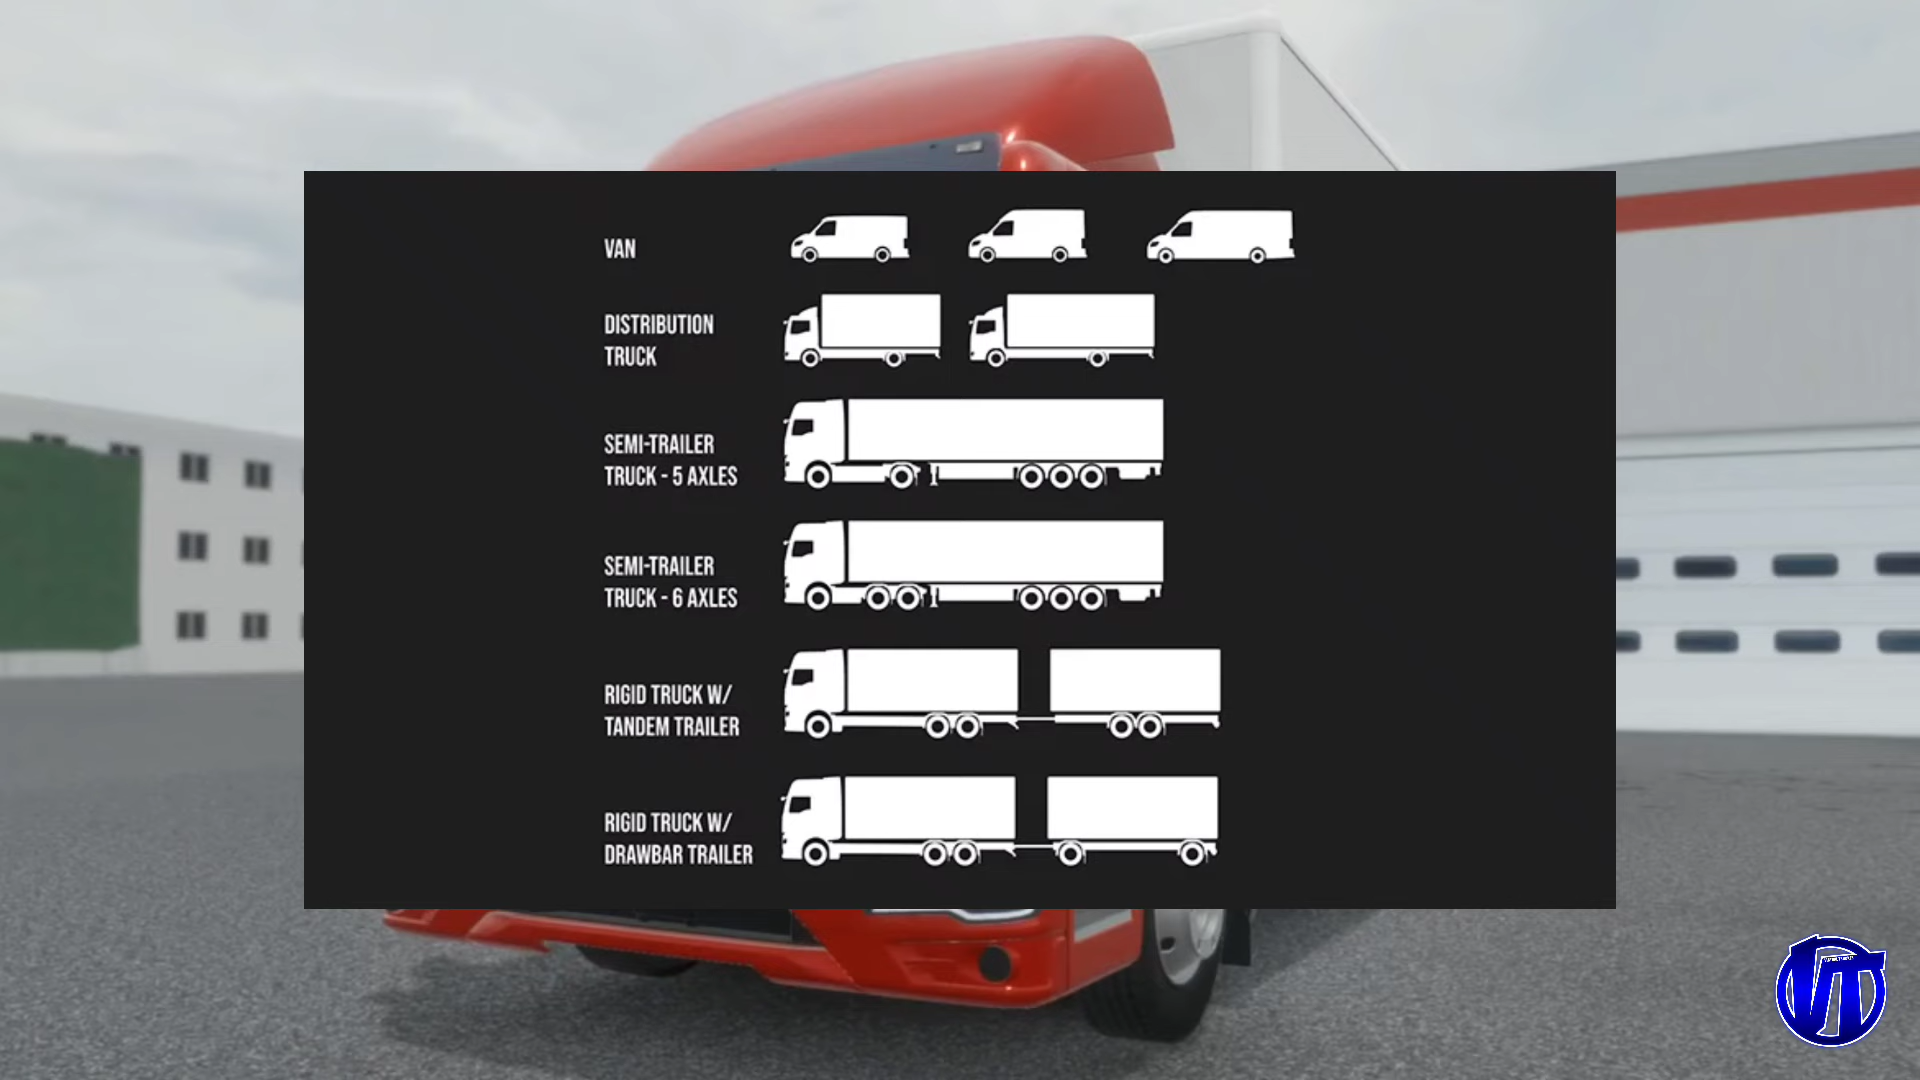 VAN
DISTRIBUTION
TRUCK
SEMI-TRAILER
TRUCK - 5 AXLES
SEMI-TRAILER
TRUCK - 6 AXLES
RIGID TRUCK W/
TANDEM TRAILER
RIGID TRUCK W/
DRAWBAR TRAILER
VT